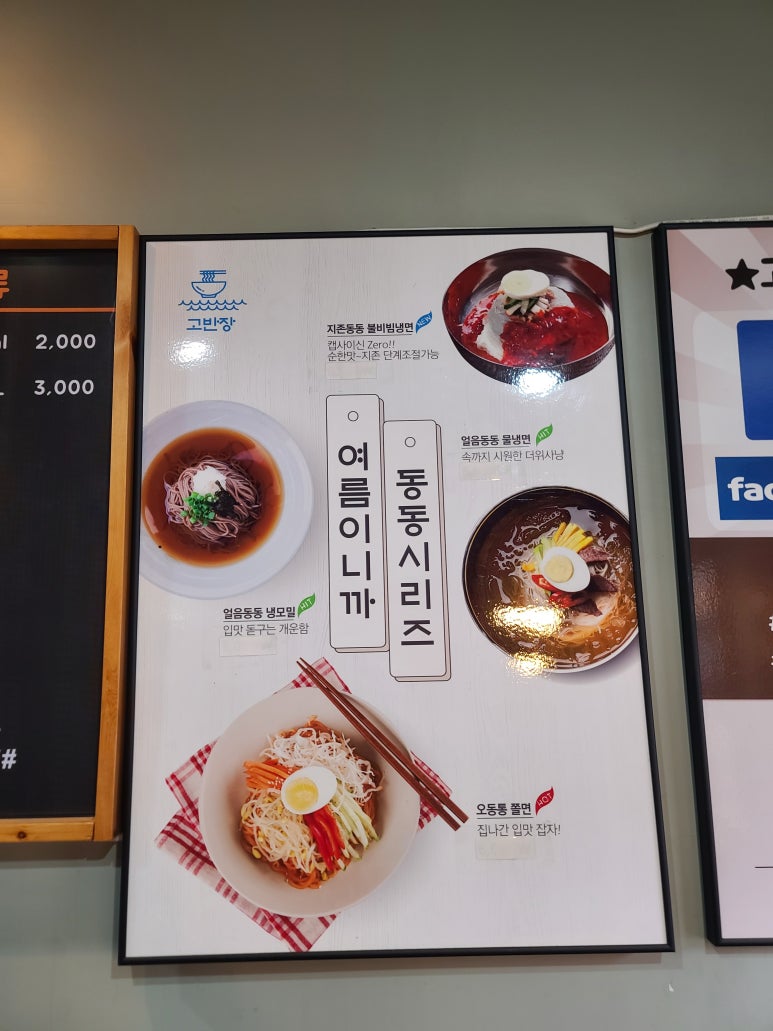 고반장
지존동동 불비빔냉면 NEW
캡사이신 Zero!!
순한맛~지존 단계조절가능
여름이니까
동동시리즈
얼음동동 물냉면 HIT
속까지 시원한 더위사냥
얼음동동 냉모밀 HIT
입맛 돋구는 개운함
오동통 쫄면 HOT
집나간 입맛 잡자!
류
2,000
3,000
#
★고